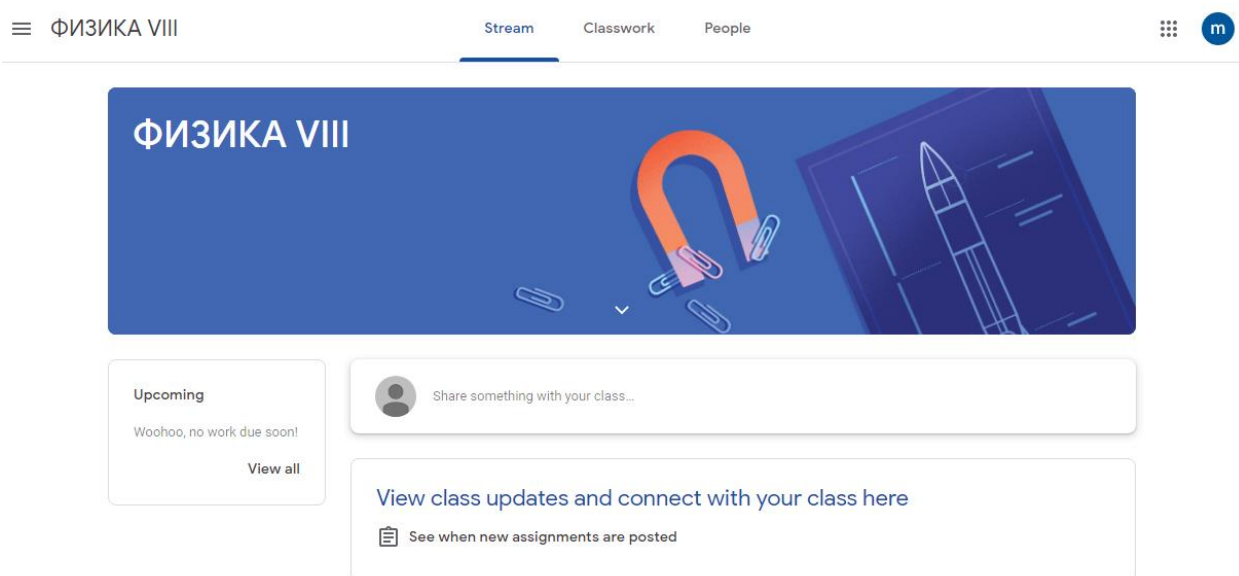 ФИЗИКА VIII
Stream Classwork People
m
ФИЗИКА VIII
Upcoming
Woohoo, no work due soon!
View all
Share something with your class...
View class updates and connect with your class here
See when new assignments are posted